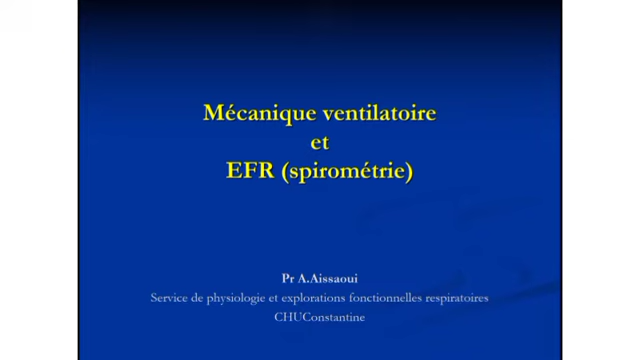 Mécanique ventilatoire
et
EFR (spirométrie)
Pr A.Aissaoui
Service de physiologie et explorations fonctionnelles respiratoires
CHUConstantine